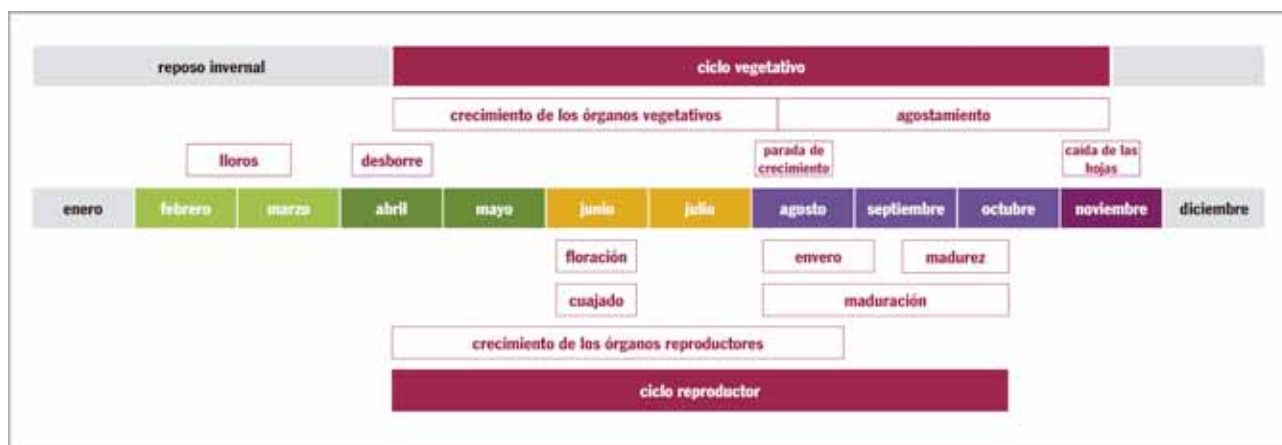 reposo invernal ciclo vegetativo
crecimiento de los órganos vegetativos agostamiento
lloros desborre parada de crecimiento caída de las hojas
enero febrero marzo abril mayo junio julio agosto septiembre octubre noviembre diciembre
floración envero madurez
cuajado maduración
crecimiento de los órganos reproductores
ciclo reproductor